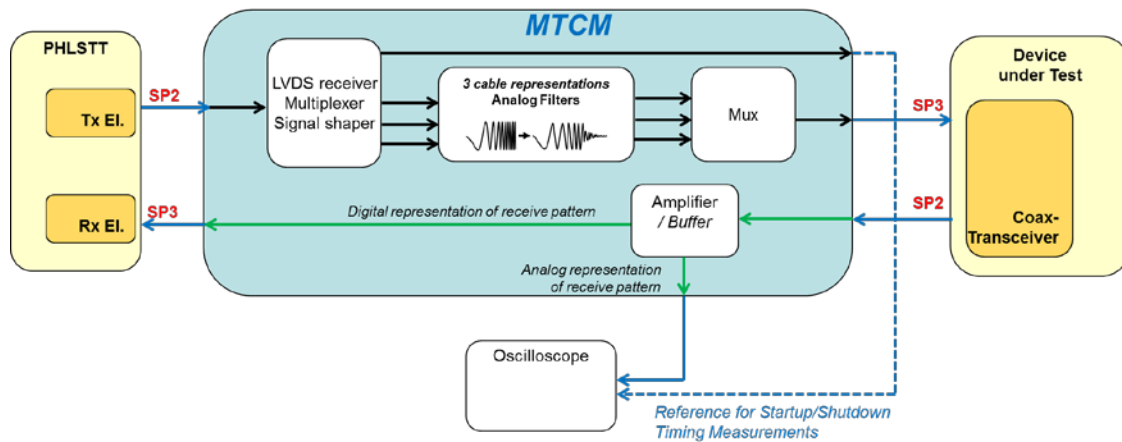 MTCM
PHLSTT
SP2
Tx El.
Rx El.
SP3
LVDS receiver
Multiplexer
Signal shaper
3 cable representations
Analog Filters
Mux
SP3
Device
under Test
Coax-
Transceiver
SP2
Amplifier
/ Buffer
Digital representation of receive pattern
Analog representation
of receive pattern
Oscilloscope
Reference for Startup/Shutdown
Timing Measurements